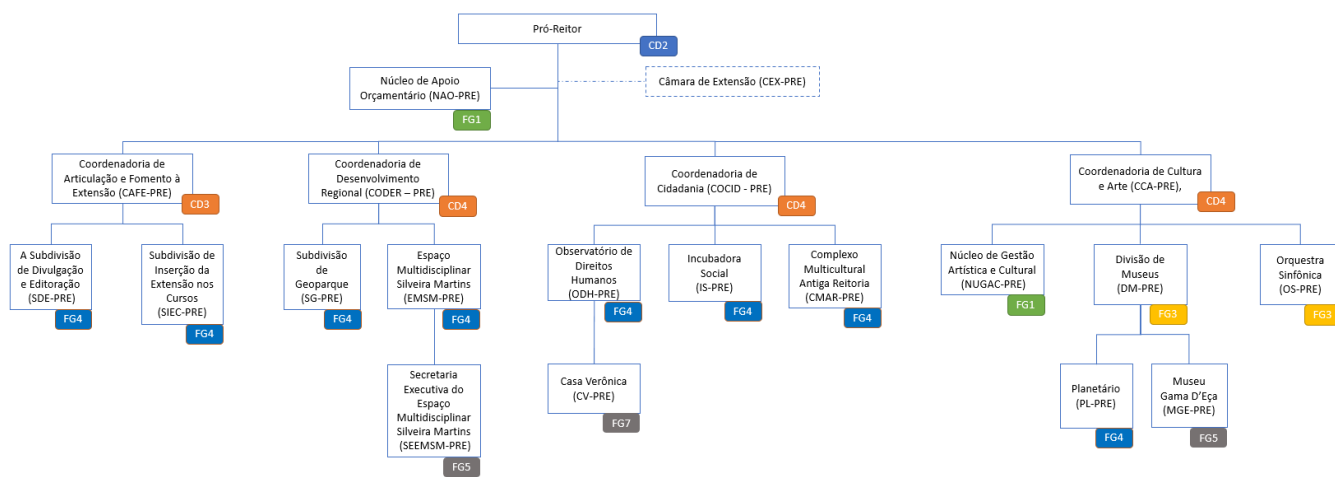 Pró-Reitor
CD2
Núcleo de Apoio
Orçamentário (NAO-PRE)
FG1
Câmara de Extensão (CEX-PRE)
Coordenadoria de
Articulação e Fomento à
Extensão (CAFE-PRE)
CD3
Coordenadoria de
Desenvolvimento
Regional (CODER – PRE)
CD4
Coordenadoria de
Cidadania (COCID - PRE)
CD4
Coordenadoria de Cultura
e Arte (CCA-PRE),
CD4
A Subdivisão
de Divulgação
e Editoração
(SDE-PRE)
FG4
Subdivisão de
Inserção da
Extensão nos
Cursos
(SIEC-PRE)
FG4
Subdivisão
de
Geoparque
(SG-PRE)
FG4
Espaço
Multidisciplinar
Silveira Martins
(EMSM-PRE)
FG4
Observatório de
Direitos
Humanos
(ODH-PRE)
FG4
Incubadora
Social
(IS-PRE)
FG4
Complexo
Multicultural
Antiga Reitoria
(CMAR-PRE)
FG4
Núcleo de Gestão
Artística e Cultural
(NUGAC-PRE)
FG1
Divisão de
Museus
(DM-PRE)
FG3
Orquestra
Sinfônica
(OS-PRE)
FG3
Secretaria
Executiva do
Espaço
Multidisciplinar
Silveira Martins
(SEEMSM-PRE)
FG5
Casa Verônica
(CV-PRE)
FG7
Planetário
(PL-PRE)
FG4
Museu
Gama D'Eça
(MGE-PRE)
FG5